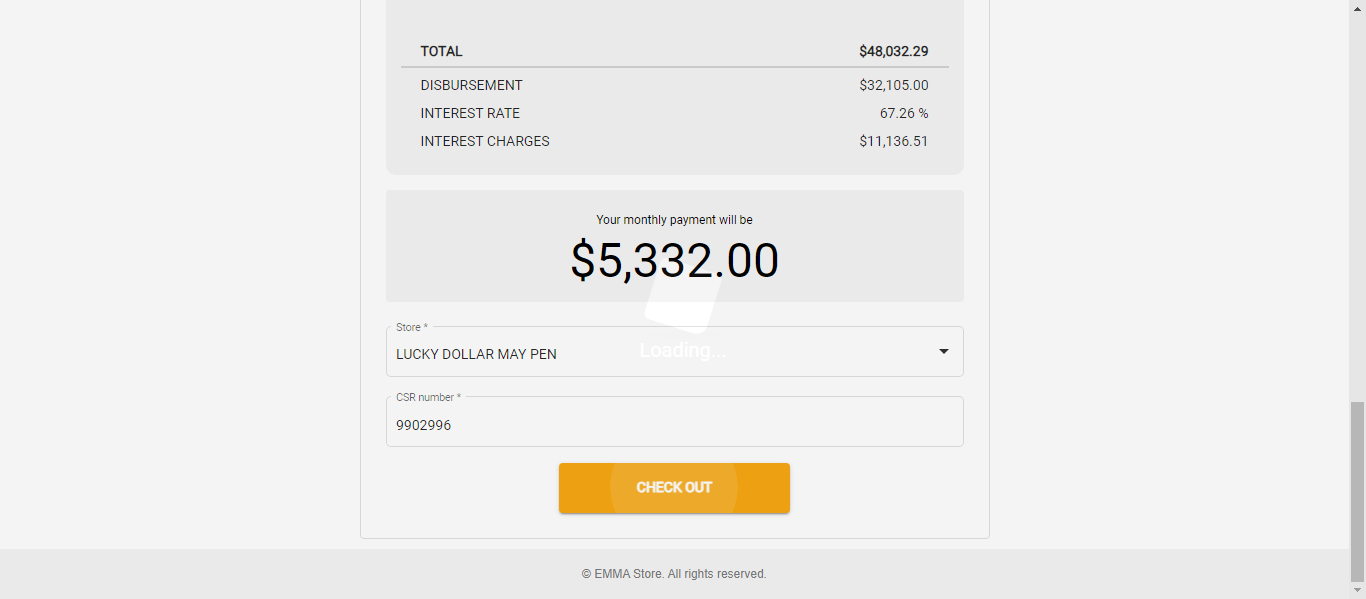 TOTAL $48,032.29
DISBURSEMENT $32,105.00
INTEREST RATE 67.26 %
INTEREST CHARGES $11,136.51
Your monthly payment will be
$5,332.00
Store *
LUCKY DOLLAR MAY PEN
Loading...
CSR number *
9902996
CHECK OUT
© EMMA Store. All rights reserved.